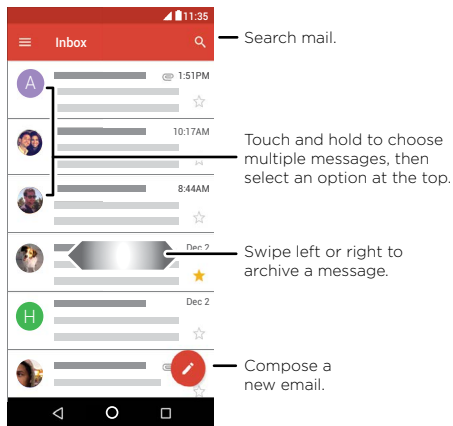 11:35
Inbox
Search mail.
A
1:51PM
10:17AM
Touch and hold to choose
multiple messages, then
select an option at the top.
8:44AM
Dec 2
Swipe left or right to
archive a message.
Dec 2
H
Compose a
new email.